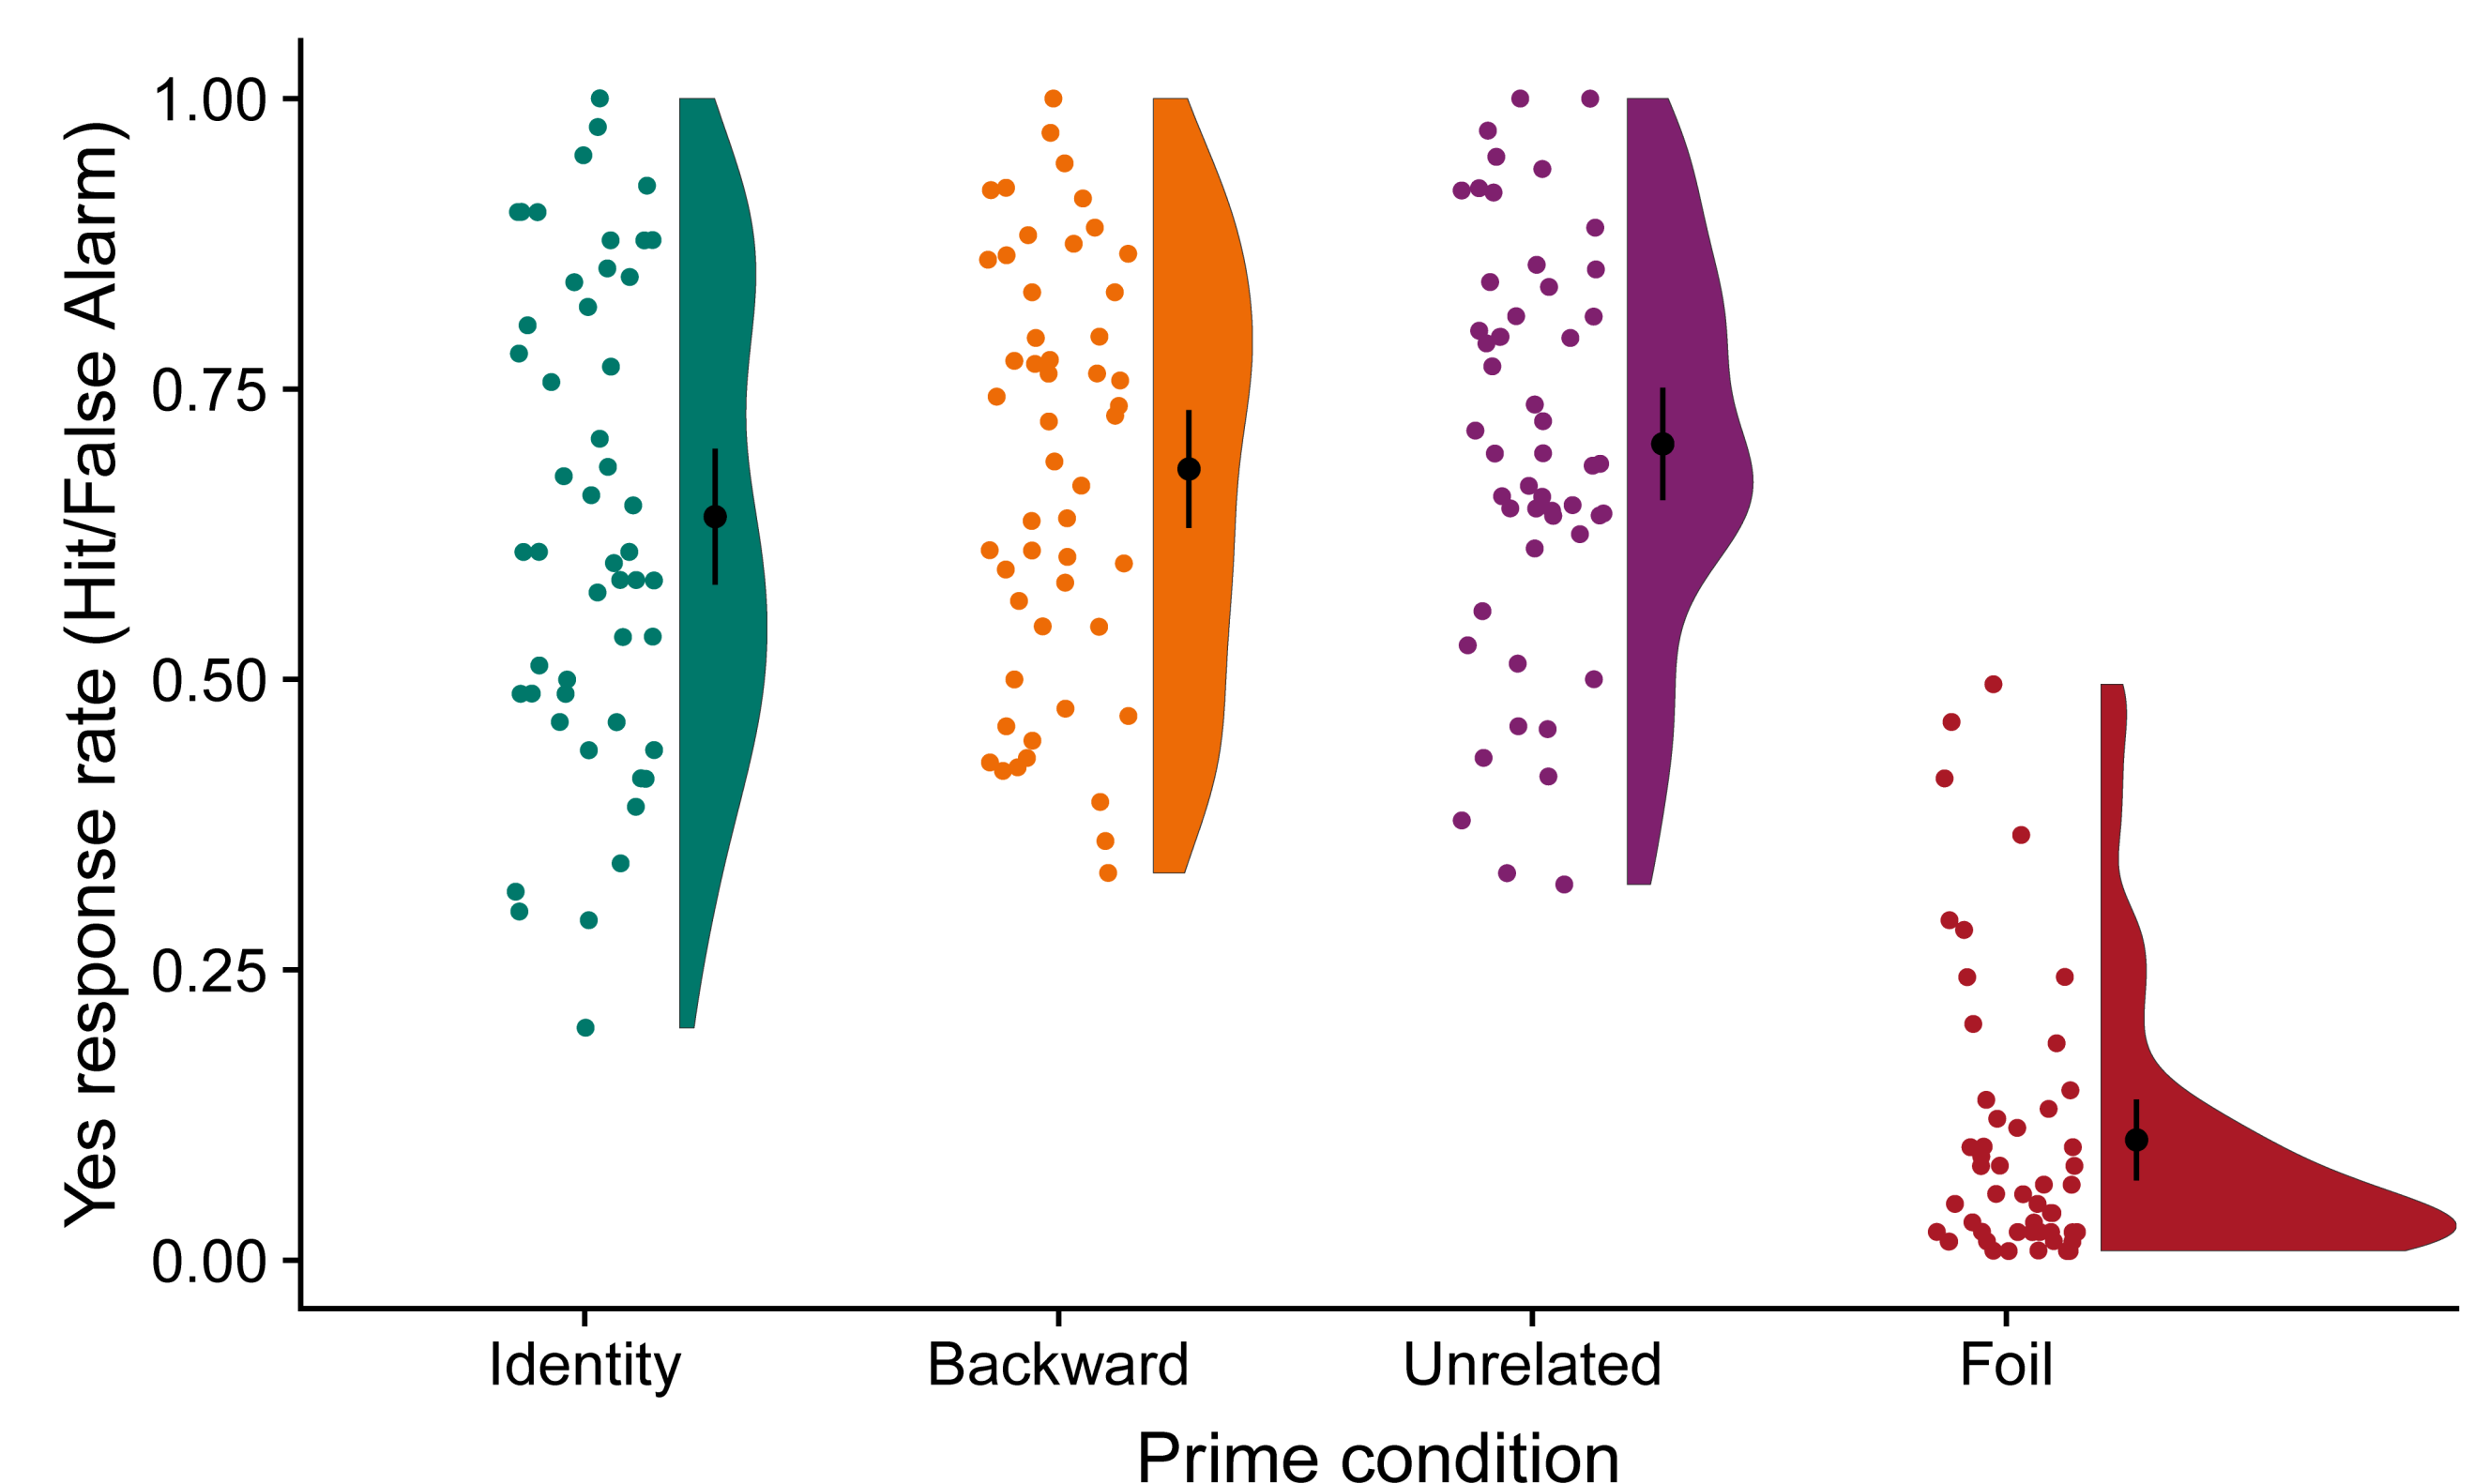 Yes response rate (Hit/False Alarm)
1.00
0.75
0.50
0.25
0.00
Identity Backward Unrelated Foil
Prime condition